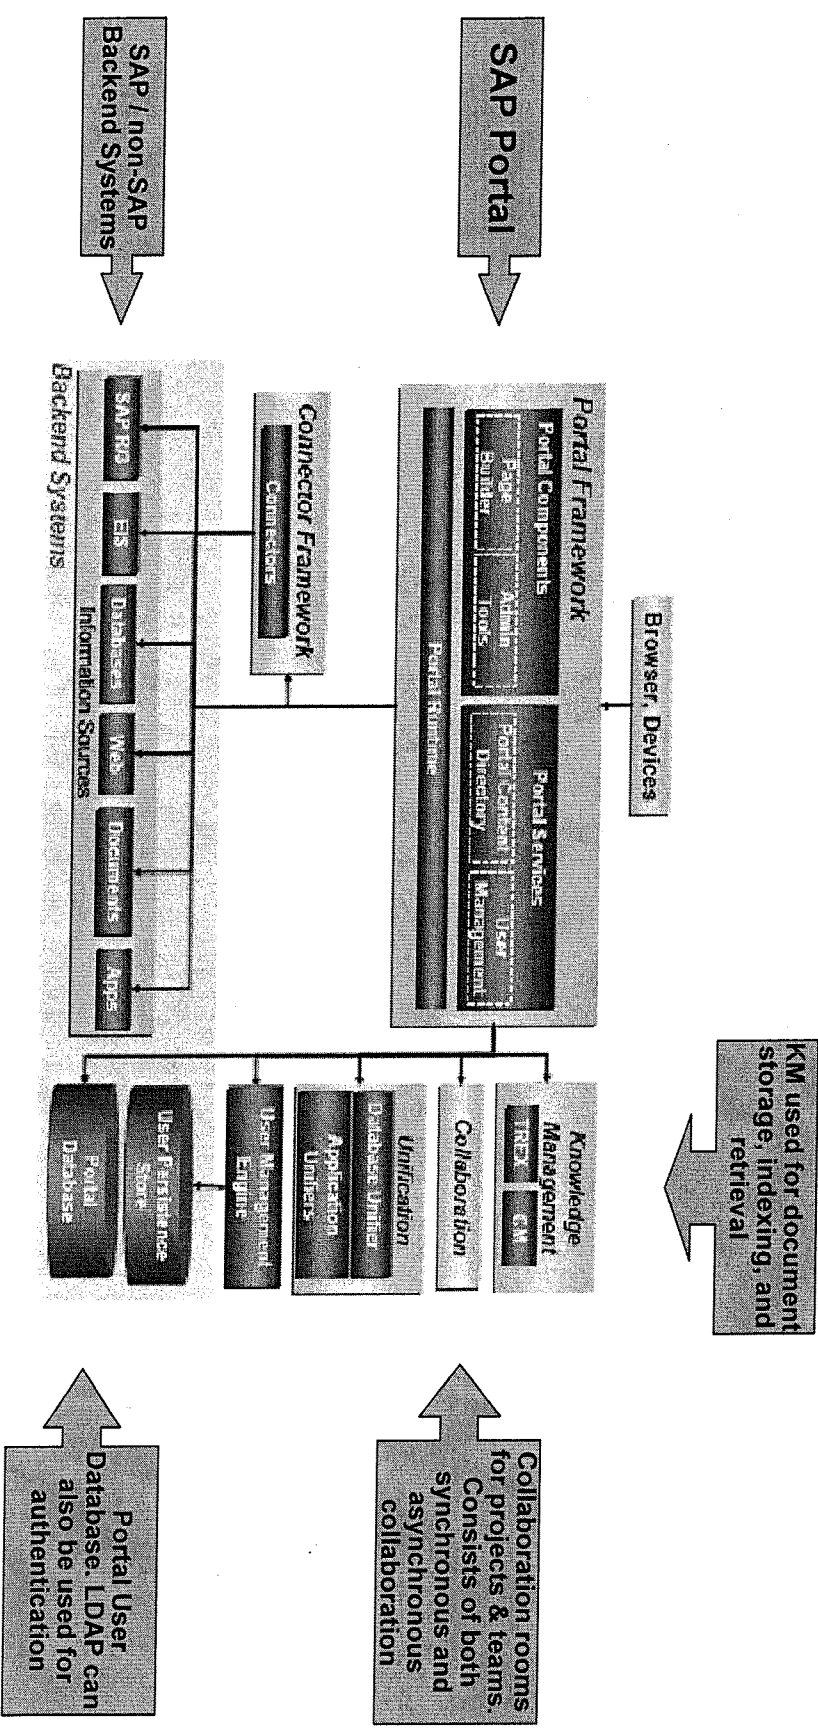 KM used for document
storage, indexing, and
retrieval
Browser, Devices
SAP Portal
Portal Framework
Portal Components
Page
Builder
Admin
Tools
Portal Services
Portal Content
Directory
User
Management
Portal Runtime
Knowledge
Management
TREX
CM
Collaboration
Collaboration rooms
for projects & teams.
Consists of both
synchronous and
asynchronous
collaboration
Unification
Database Unifier
Application
Unifiers
Connector Framework
Connectors
User Management
Engine
SAP / non-SAP
Backend Systems
SAP R/3
EIS
Databases
Web
Documents
Apps
Information Sources
Backend Systems
User Persistence
Store
Portal
Database
Portal User
Database. LDAP can
also be used for
authentication